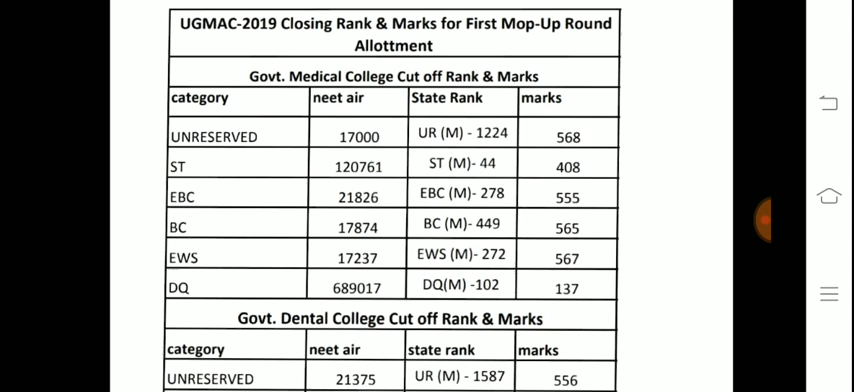 UGMAC-2019 Closing Rank & Marks for First Mop-Up Round
Allottment
Govt. Medical College Cut off Rank & Marks
category neet air State Rank marks
UNRESERVED 17000 UR (M) - 1224 568
ST 120761 ST (M)- 44 408
EBC 21826 EBC (M)- 278 555
BC 17874 BC (M)- 449 565
EWS 17237 EWS (M)- 272 567
DQ 689017 DQ(M) -102 137
Govt. Dental College Cut off Rank & Marks
category neet air state rank marks
UNRESERVED 21375 UR (M) - 1587 556